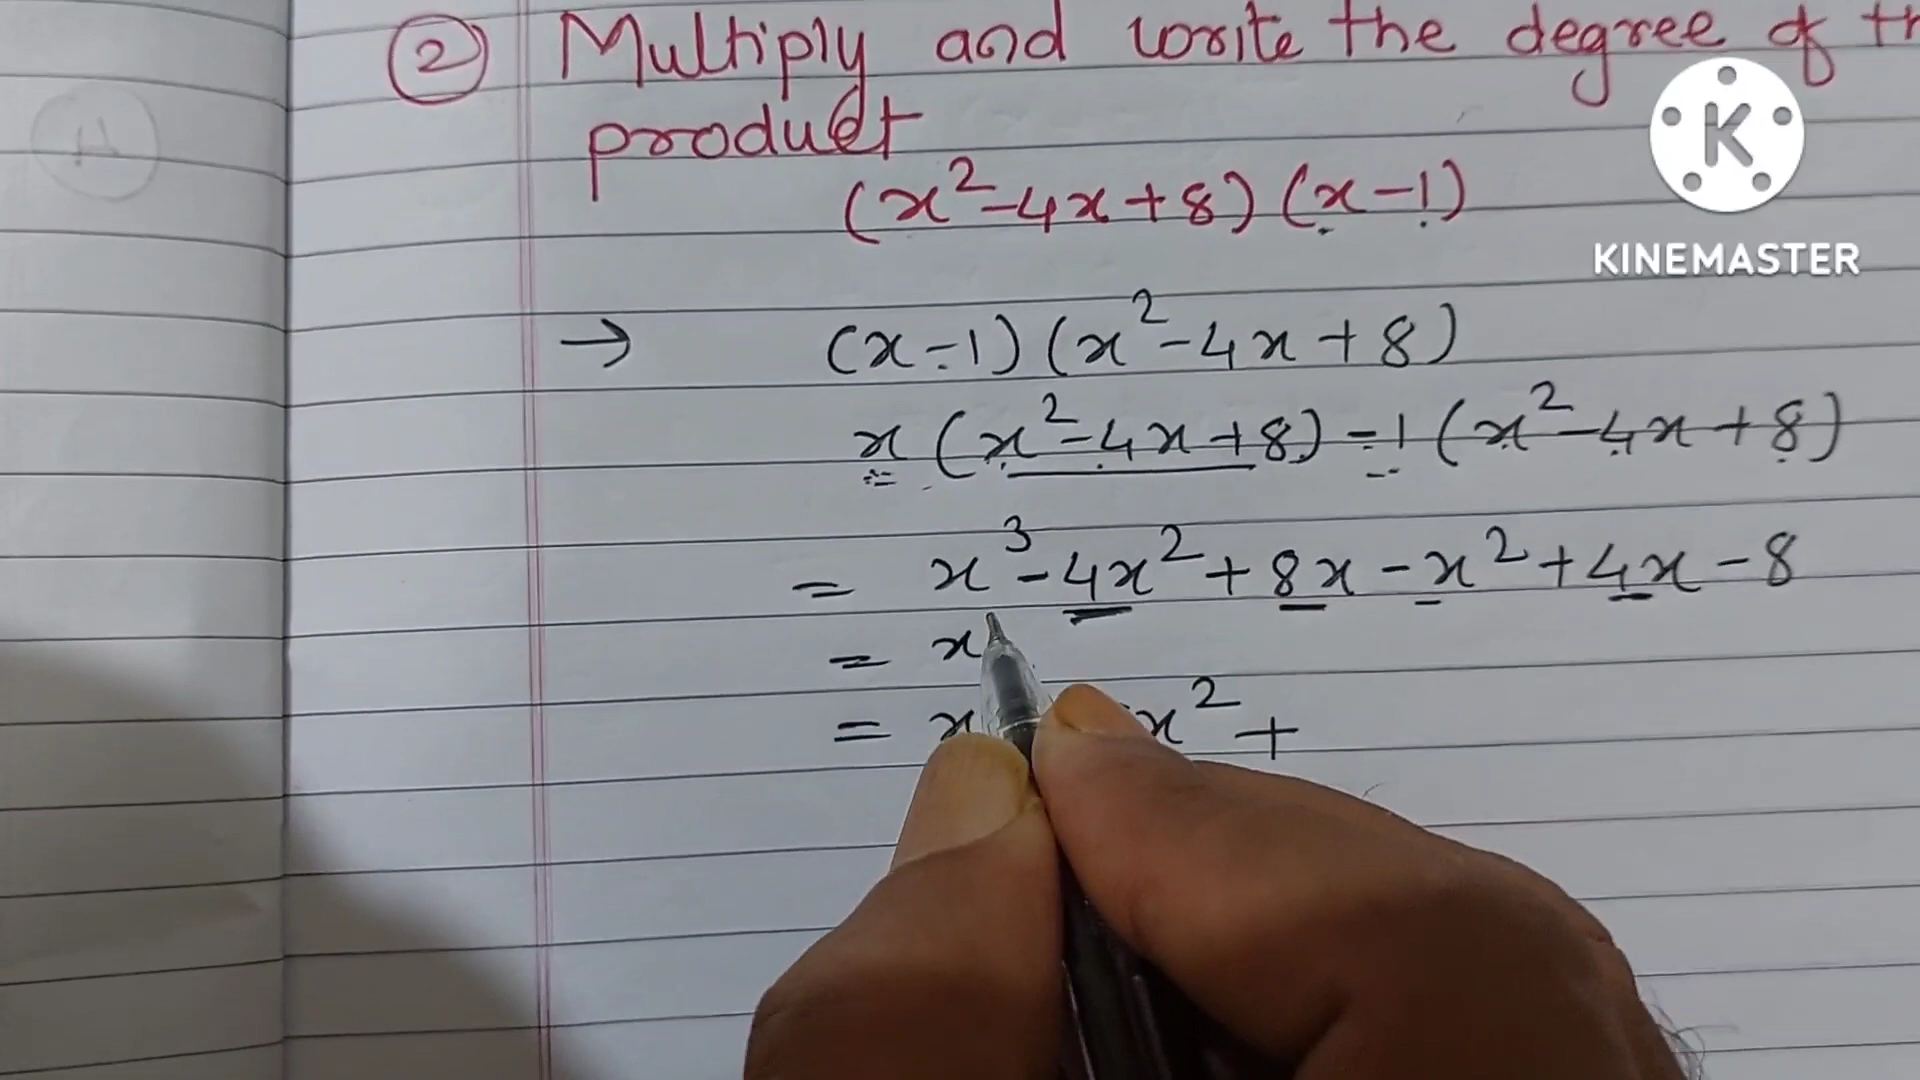 ② Multiply and write the degree of th
product
(x²-4x+8) (x-1)
K
KINEMASTER
→ (x-1) (x²-4x+8)
x (x²-4x+8) -1 (x²-4x+8)
= x³-4x²+8x-x²+4x-8
= x
= x x²+